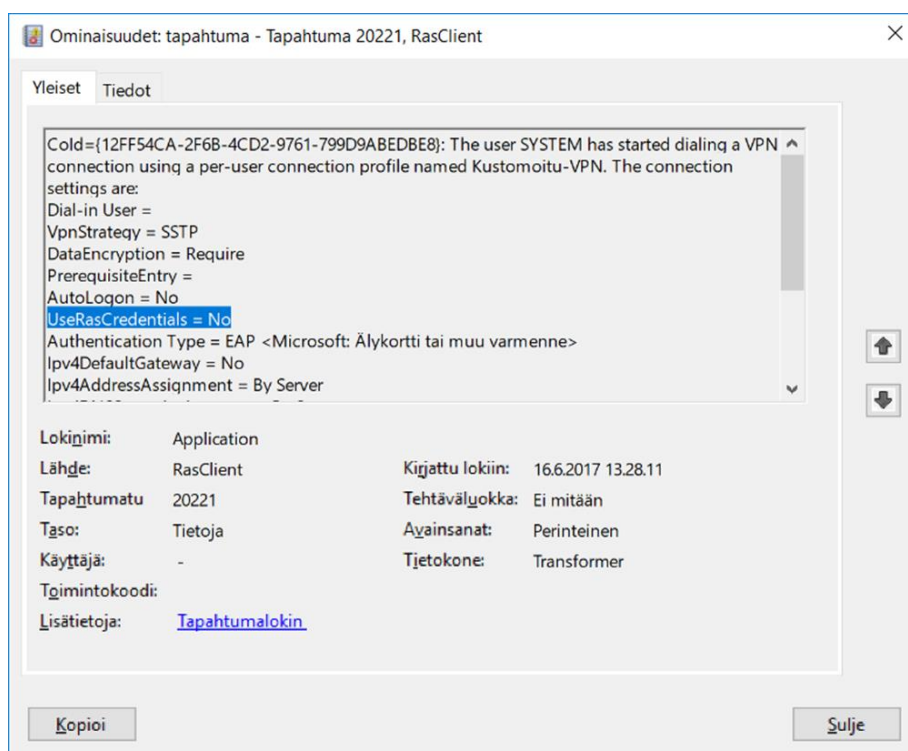 Ominaisuudet: tapahtuma - Tapahtuma 20221, RasClient
Yleiset Tiedot
CoId={12FF54CA-2F6B-4CD2-9761-799D9ABEDBE8}: The user SYSTEM has started dialing a VPN
connection using a per-user connection profile named Kustomoitu-VPN. The connection
settings are:
Dial-in User =
VpnStrategy = SSTP
DataEncryption = Require
PrerequisiteEntry =
AutoLogon = No
UseRasCredentials = No
Authentication Type = EAP <Microsoft: Älykortti tai muu varmenne>
Ipv4DefaultGateway = No
Ipv4AddressAssignment = By Server
Lokinimi: Application
Lähde: RasClient Kirjattu lokiin: 16.6.2017 13.28.11
Tapahtumatu 20221 Tehtäväluokka: Ei mitään
Taso: Tietoja Avainsanat: Perinteinen
Käyttäjä: - Tietokone: Transformer
Toimintokoodi:
Lisätietoja: Tapahtumalokin
Kopioi Sulje